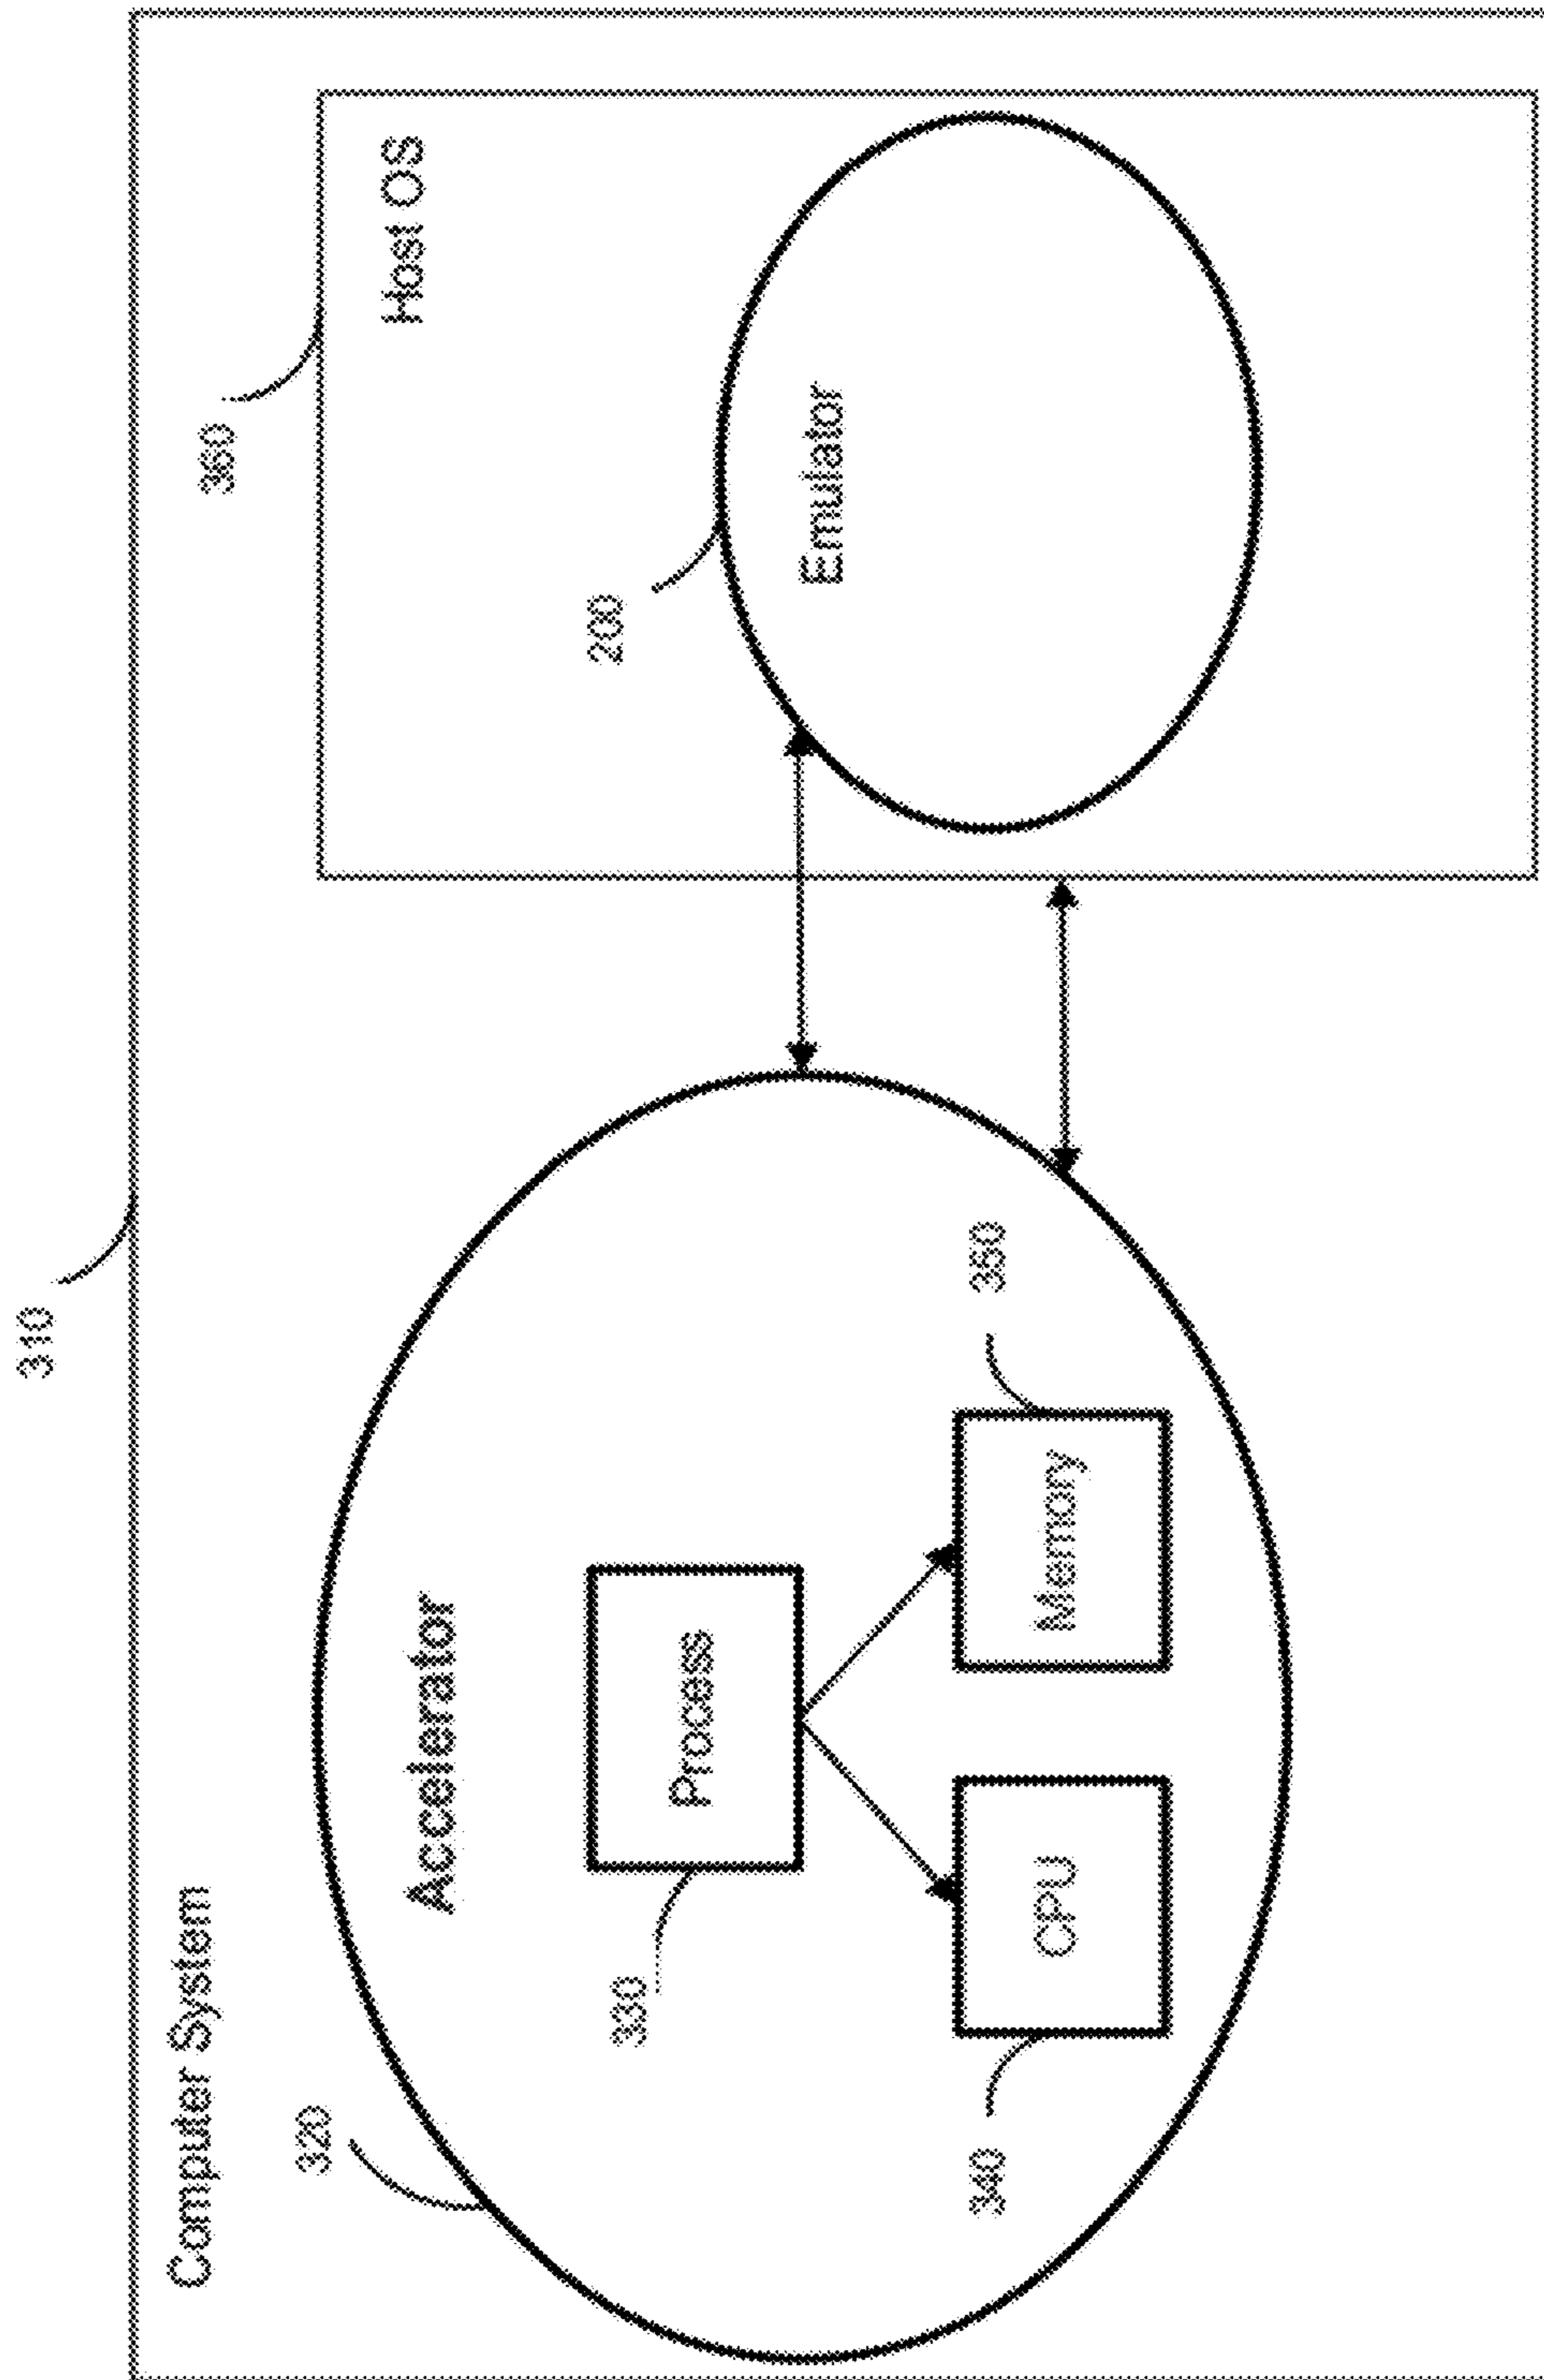 310
Computer System
360
320
Host OS
Accelerator
200
330
Process
Emulator
340
350
CPU
Memory